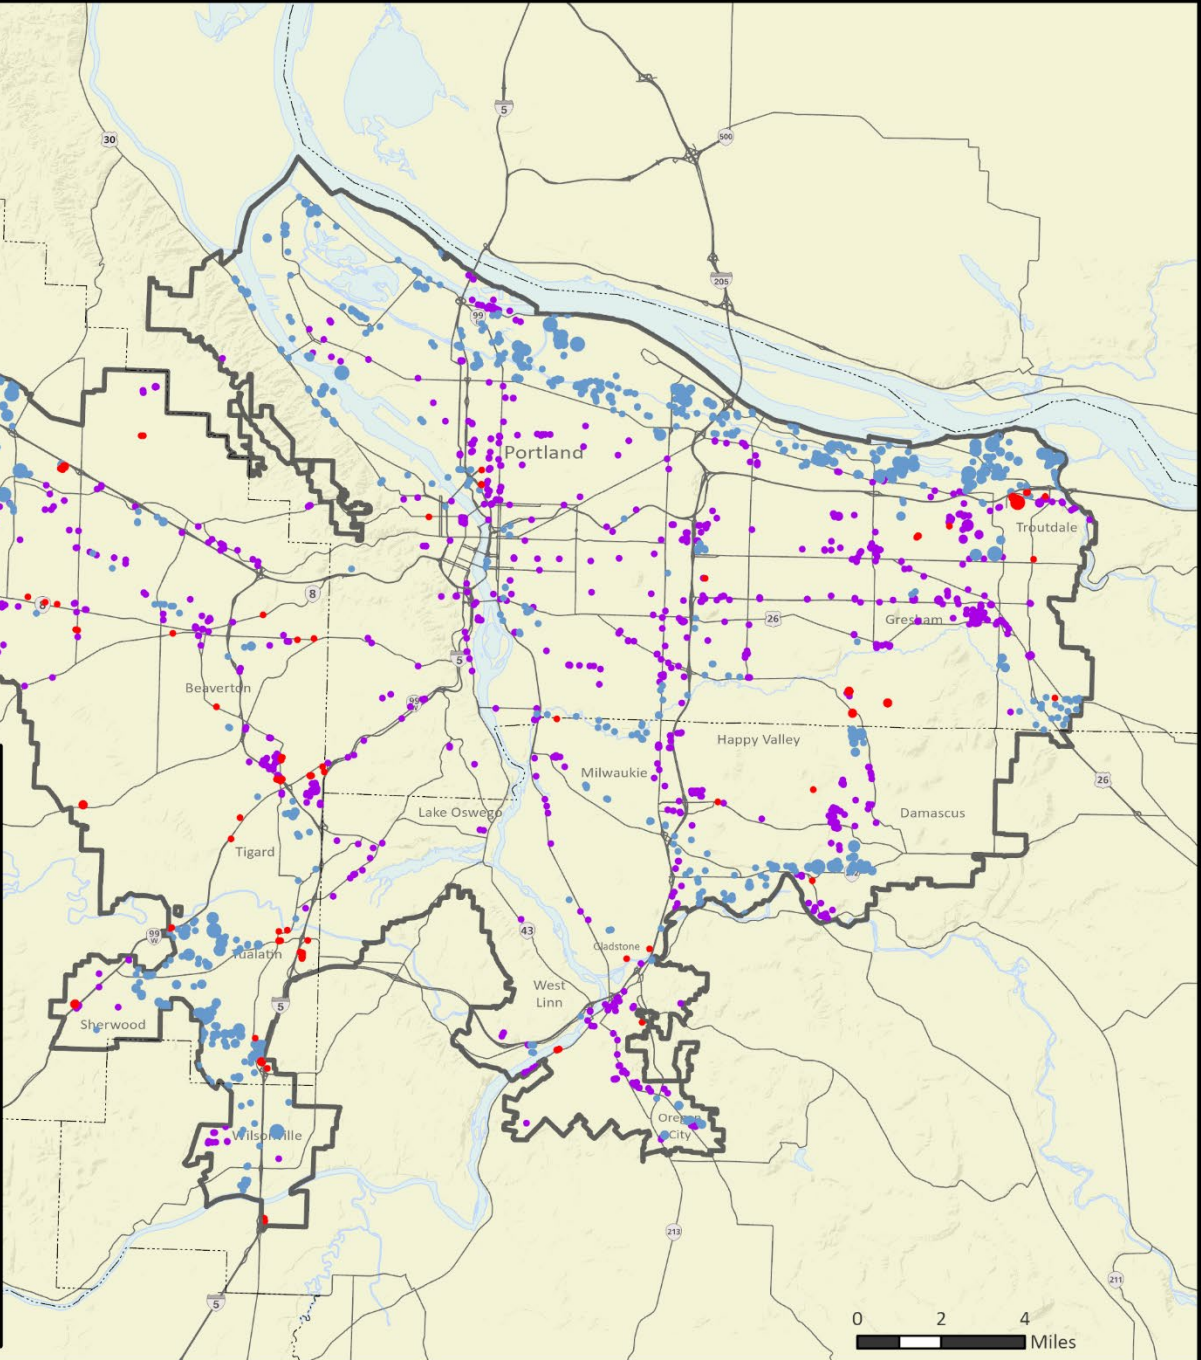 5
30
500
205
99
Portland
Troutdale
8
8
26
Gresham
5
Beaverton
99
Happy Valley
26
Milwaukie
Lake Oswego
Damascus
Tigard
43
99
W
Gladstone
Tualatin
West
Linn
5
Sherwood
Oregon
City
Wilsonville
213
211
5
0 2 4
Miles